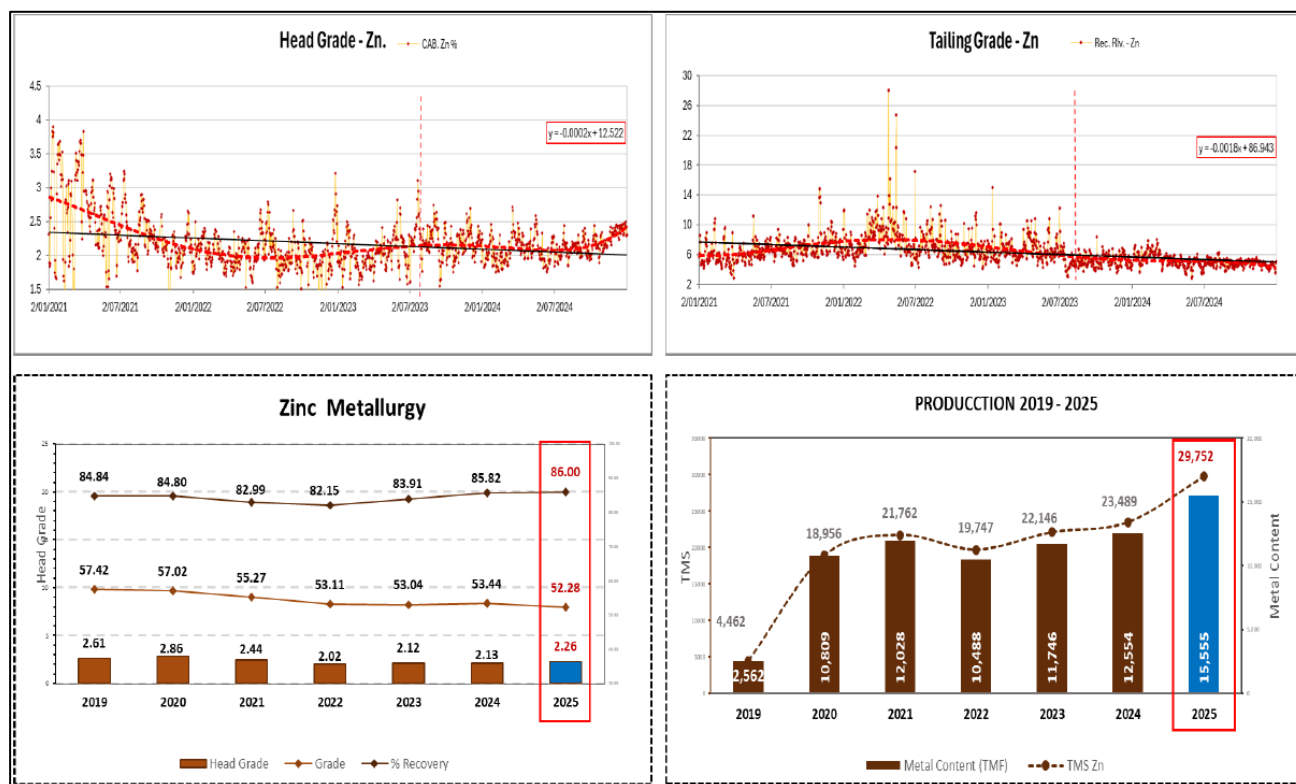 Head Grade - Zn.
CAB. Zn %
4.5
4
3.5
3
2.5
2
1.5
y = -0.0002x + 12.522
2/01/2021
2/07/2021
2/01/2022
2/07/2022
2/01/2023
2/07/2023
2/01/2024
2/07/2024
Tailing Grade - Zn
Rec. Rlv. - Zn
30
26
22
18
14
10
6
2
y = -0.0018x + 86.943
2/01/2021
2/07/2021
2/01/2022
2/07/2022
2/01/2023
2/07/2023
2/01/2024
2/07/2024
Zinc Metallurgy
Head Grade
25
20
15
10
5
0
84.84 84.80 82.99 82.15 83.91 85.82 86.00
57.42 57.02 55.27 53.11 53.04 53.44 52.28
2.61 2.86 2.44 2.02 2.12 2.13 2.26
2019 2020 2021 2022 2023 2024 2025
Head Grade Grade % Recovery
PRODUCCTION 2019 - 2025
TMS
Metal Content
4,462 18,956 21,762 19,747 22,146 23,489 29,752
2,562 10,809 12,028 10,488 11,746 12,554 15,555
2019 2020 2021 2022 2023 2024 2025
Metal Content (TMF) TMS Zn